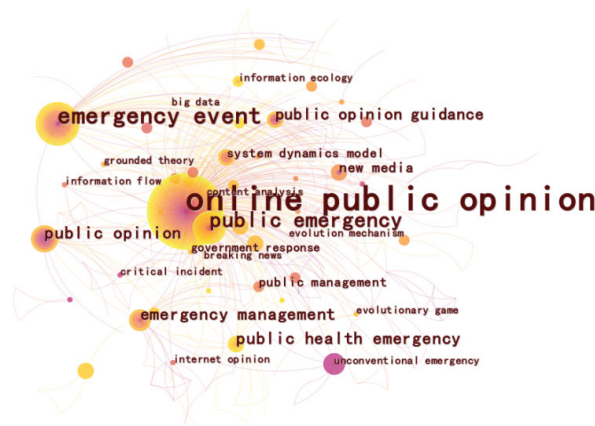 information ecology
big data
emergency event
public opinion guidance
system dynamics model
grounded theory
new media
information flow
content analysis
online public opinion
public emergency
public opinion
evolution mechanism
government response
breaking news
critical incident
public management
emergency management
evolutionary game
public health emergency
internet opinion
unconventional emergency